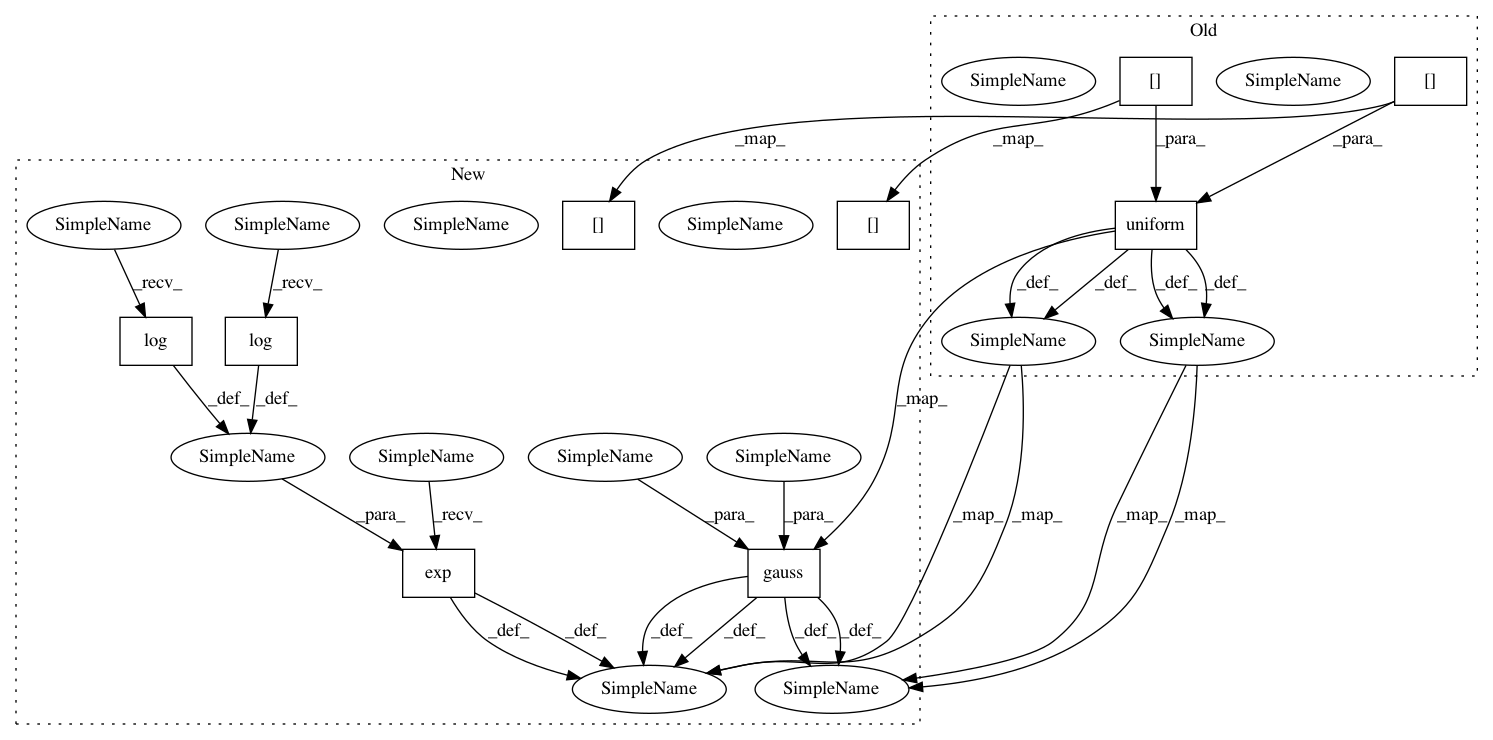 Old
SimpleName
[]
SimpleName
[]
_map_
_map_
_para_
_para_
New
SimpleName
SimpleName
SimpleName
[]
SimpleName
[]
uniform
_recv_
_recv_
_def_
_def_
_def_
_def_
log
log
SimpleName
SimpleName
_def_
_def_
_map_
SimpleName
SimpleName
SimpleName
SimpleName
_para_
_recv_
_para_
_para_
_map_
_map_
_map_
_map_
exp
gauss
_def_
_def_
_def_
_def_
_def_
_def_
SimpleName
SimpleName